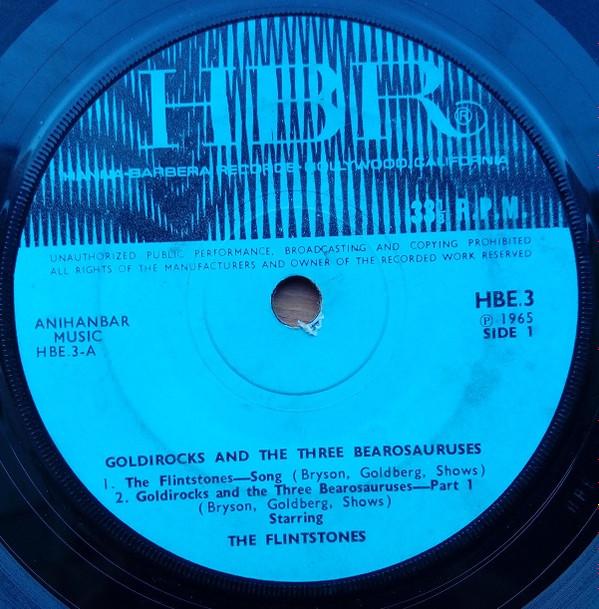 HBR®
HANNA-BARBERA RECORDS·HOLLYWOOD, CALIFORNIA
33⅓ R.P.M.
UNAUTHORIZED PUBLIC PERFORMANCE, BROADCASTING AND COPYING PROHIBITED
ALL RIGHTS OF THE MANUFACTURERS AND OWNER OF THE RECORDED WORK RESERVED
ANIHANBAR
MUSIC
HBE.3-A
HBE.3
℗ 1965
SIDE 1
GOLDIROCKS AND THE THREE BEAROSAURUSES
1. The Flintstones—Song (Bryson, Goldberg, Shows)
2. Goldirocks and the Three Bearosauruses—Part 1
(Bryson, Goldberg, Shows)
Starring
THE FLINTSTONES